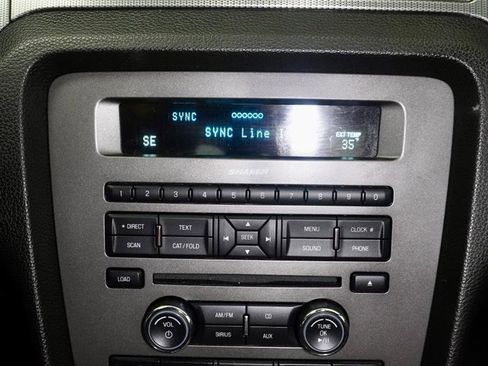 SYNC oooooo
SYNC Line I
EXT TEMP
SE 35°
SHAKER
1 2 3 4 5 6 7 8 9 0
• DIRECT TEXT MENU CLOCK #
SEEK
SCAN CAT/FOLD SOUND PHONE
LOAD
AM/FM CD
VOL TUNE
OK
SIRIUS AUX